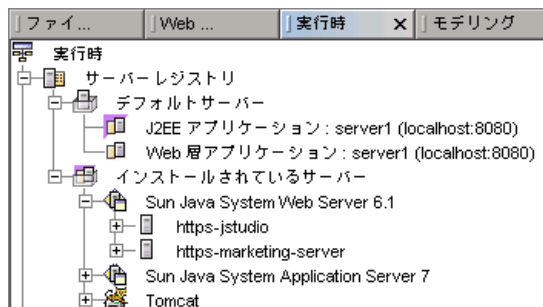 ファイ... Web ... 実行時 モデリング
実行時
サーバーレジストリ
デフォルトサーバー
J2EE アプリケーション : server1 (localhost:8080)
Web 層アプリケーション : server1 (localhost:8080)
インストールされているサーバー
Sun Java System Web Server 6.1
https-jstudio
https-marketing-server
Sun Java System Application Server 7
Tomcat